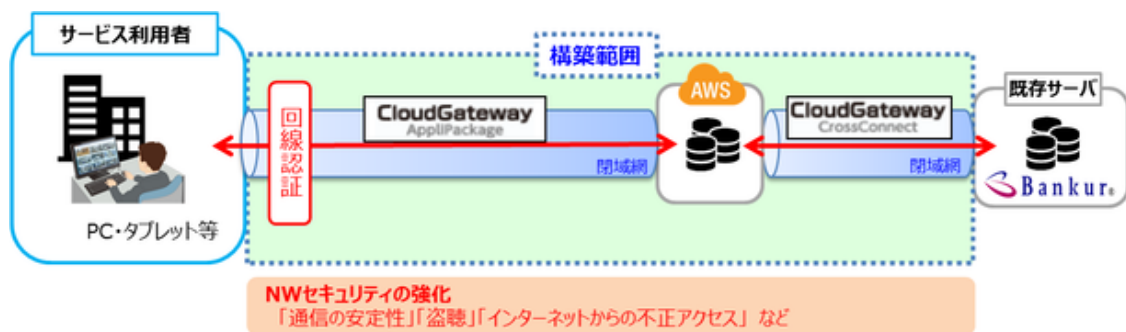 サービス利用者
PC・タブレット等
構築範囲
回線認証
CloudGateway
AppliPackage
閉域網
AWS
CloudGateway
CrossConnect
閉域網
既存サーバ
Bankur®
NWセキュリティの強化
「通信の安定性」「盗聴」「インターネットからの不正アクセス」 など